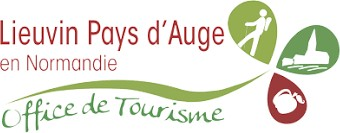 Lieuvin Pays d'Auge
en Normandie
Office de Tourisme